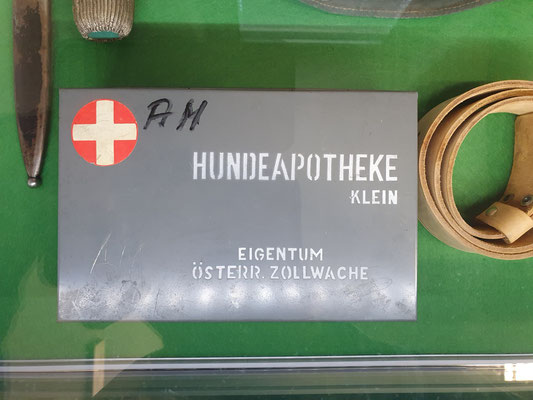 AM
HUNDEAPOTHEKE
KLEIN
EIGENTUM
ÖSTERR. ZOLLWACHE